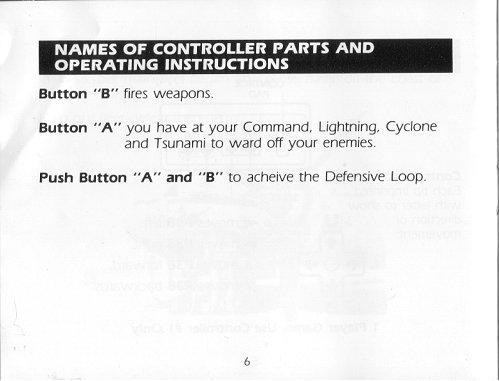 NAMES OF CONTROLLER PARTS AND
OPERATING INSTRUCTIONS
Button "B" fires weapons.
Button "A" you have at your Command, Lightning, Cyclone
and Tsunami to ward off your enemies.
Push Button "A" and "B" to acheive the Defensive Loop.
6